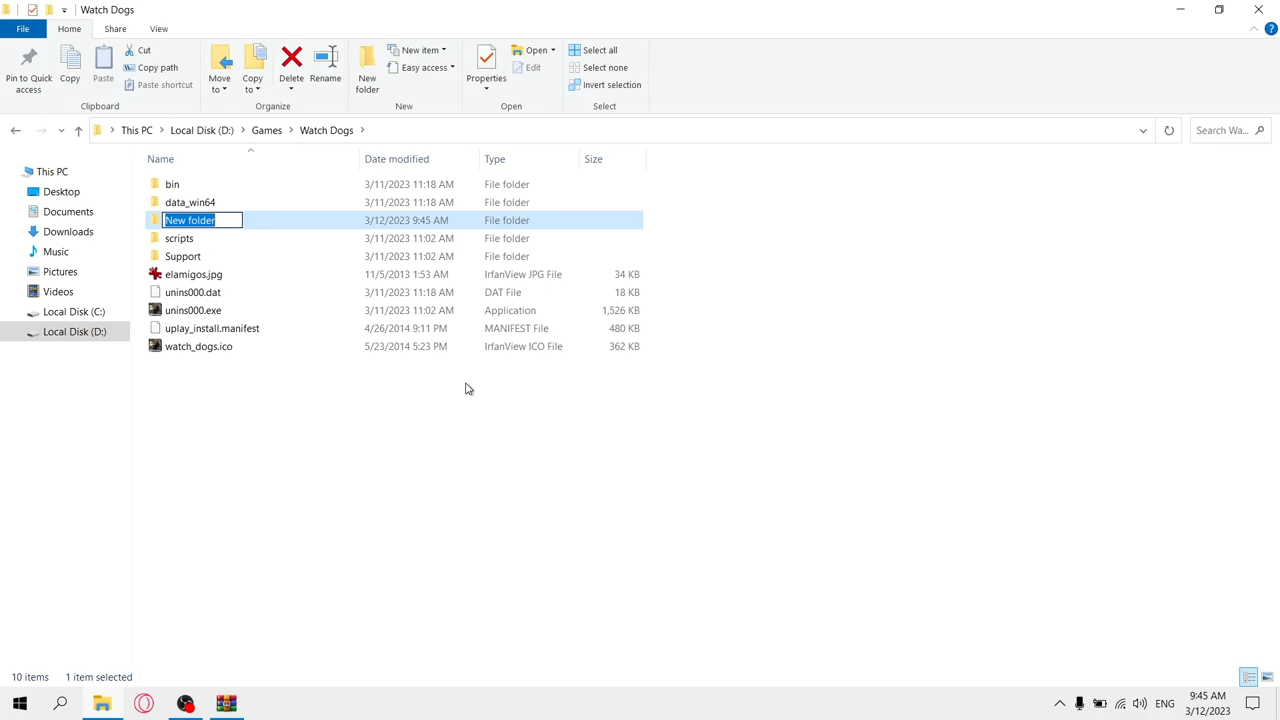 Watch Dogs
File
Home
Share
View
Pin to Quick access
Copy
Paste
Cut
Copy path
Paste shortcut
Clipboard
Move to
Copy to
Delete
Rename
Organize
New folder
New item
Easy access
New
Properties
Open
Edit
Open
Select all
Select none
Invert selection
Select
This PC
Local Disk (D:)
Games
Watch Dogs
Search Wa...
Name Date modified Type Size
This PC
Desktop
Documents
Downloads
Music
Pictures
Videos
Local Disk (C:)
Local Disk (D:)
bin 3/11/2023 11:18 AM File folder
data_win64 3/11/2023 11:18 AM File folder
New folder 3/12/2023 9:45 AM File folder
scripts 3/11/2023 11:02 AM File folder
Support 3/11/2023 11:02 AM File folder
elamigos.jpg 11/5/2013 1:53 AM IrfanView JPG File 34 KB
unins000.dat 3/11/2023 11:18 AM DAT File 18 KB
unins000.exe 3/11/2023 11:02 AM Application 1,526 KB
uplay_install.manifest 4/26/2014 9:11 PM MANIFEST File 480 KB
watch_dogs.ico 5/23/2014 5:23 PM IrfanView ICO File 362 KB
10 items 1 item selected
ENG
9:45 AM
3/12/2023